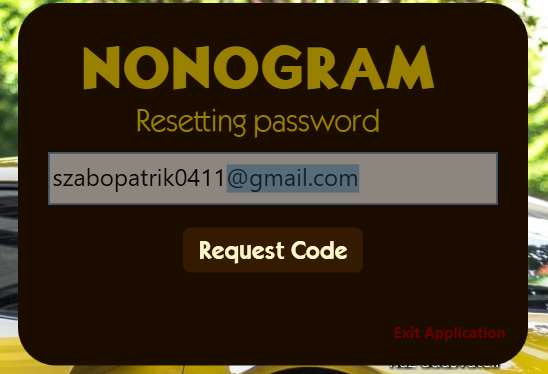 NONOGRAM
Resetting password
szabopatrik0411@gmail.com
Request Code
Exit Application